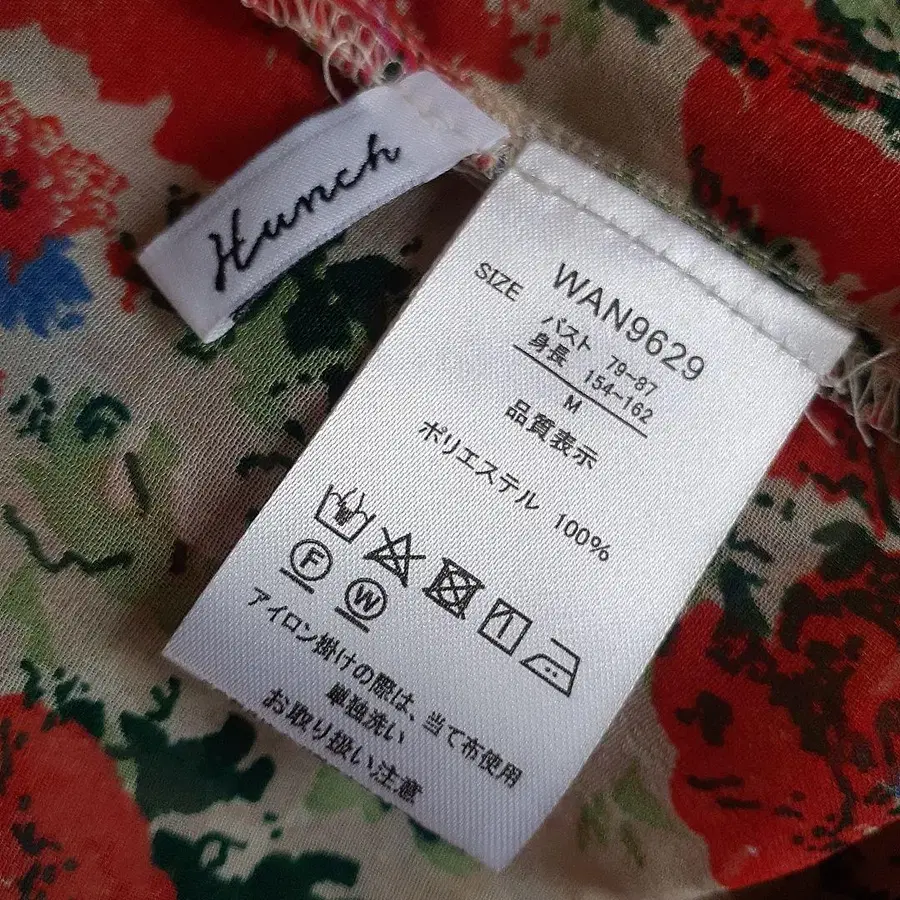 Hunch
WAN9629
SIZE
バスト 79~87
身長 154~162
M
品質表示
ポリエステル 100%
F
W
アイロン掛けの際は、当て布使用
単独洗い
お取り扱い注意